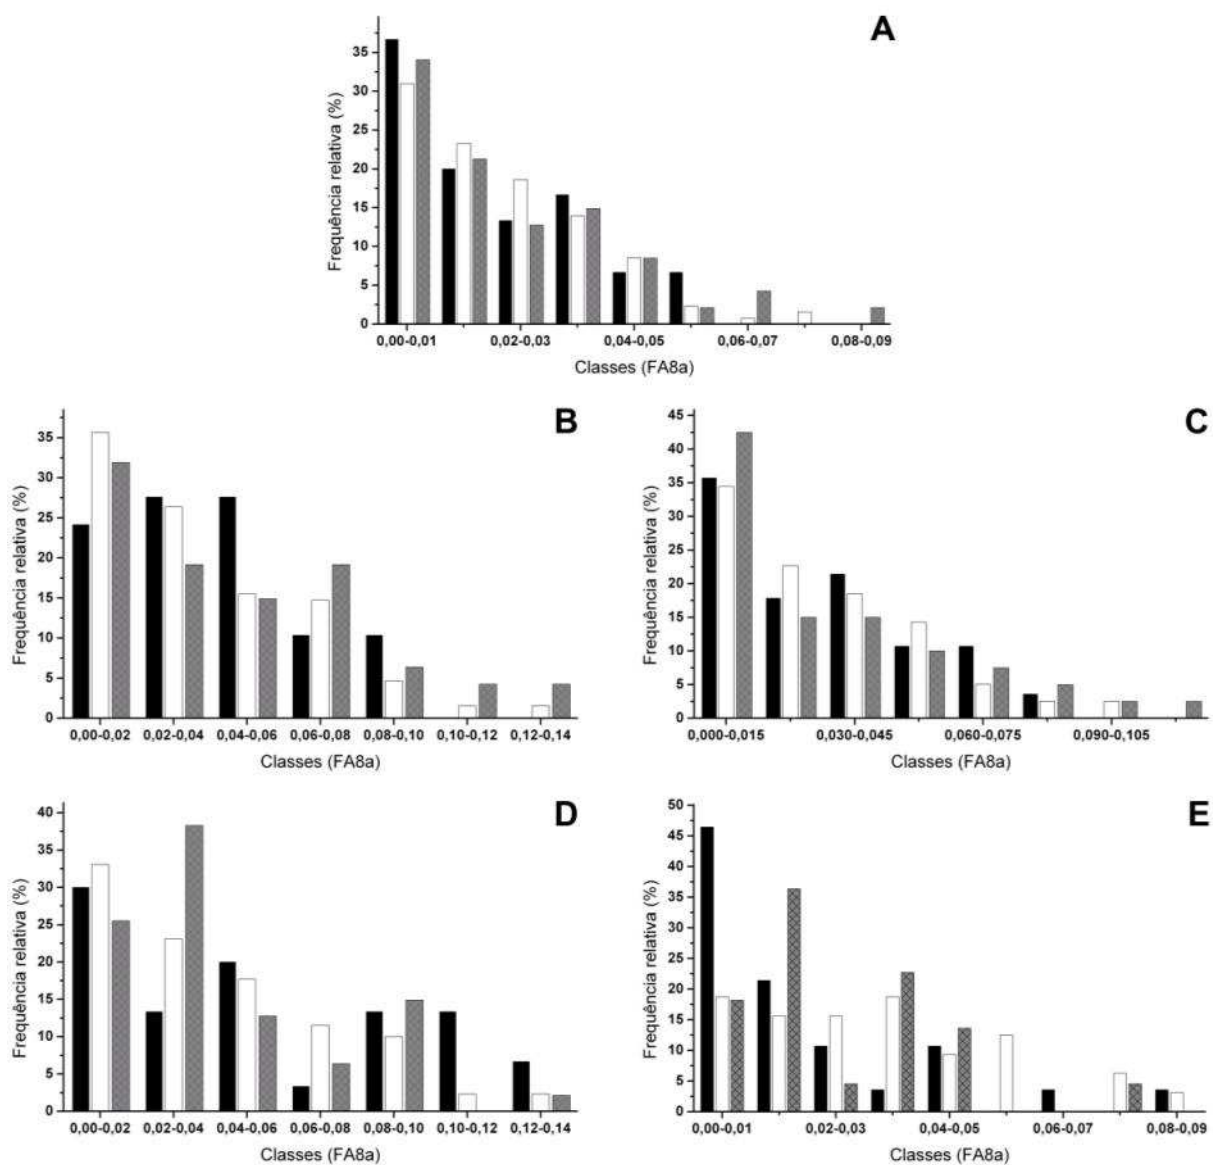 A
Frequência relativa (%)
35
30
25
20
15
10
5
0
0,00-0,01 0,02-0,03 0,04-0,05 0,06-0,07 0,08-0,09
Classes (FA8a)
B
Frequência relativa (%)
35
30
25
20
15
10
5
0
0,00-0,02 0,02-0,04 0,04-0,06 0,06-0,08 0,08-0,10 0,10-0,12 0,12-0,14
Classes (FA8a)
C
Frequência relativa (%)
45
40
35
30
25
20
15
10
5
0
0,000-0,015 0,030-0,045 0,060-0,075 0,090-0,105
Classes (FA8a)
D
Frequência relativa (%)
40
35
30
25
20
15
10
5
0
0,00-0,02 0,02-0,04 0,04-0,06 0,06-0,08 0,08-0,10 0,10-0,12 0,12-0,14
Classes (FA8a)
E
Frequência relativa (%)
50
45
40
35
30
25
20
15
10
5
0
0,00-0,01 0,02-0,03 0,04-0,05 0,06-0,07 0,08-0,09
Classes (FA8a)